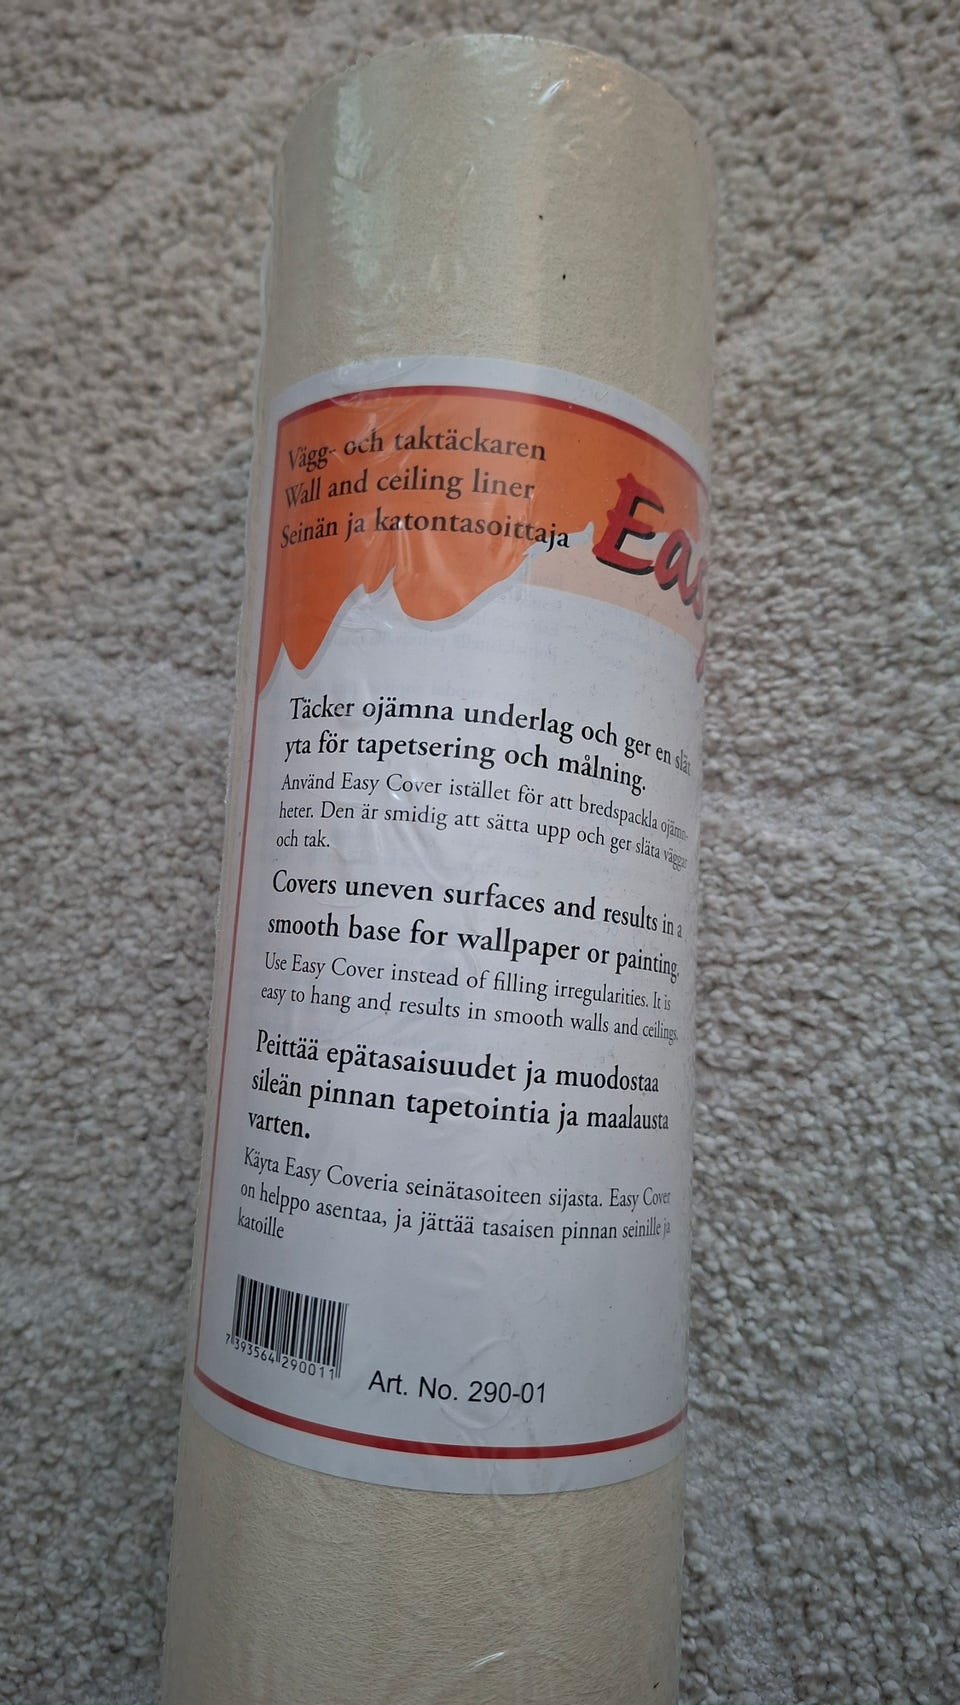 Vägg- och taktäckaren
Wall and ceiling liner
Seinän ja katontasoittaja
Eas
Täcker ojämna underlag och ger en slät
yta för tapetsering och målning.
Använd Easy Cover istället för att bredspackla ojämn-
heter. Den är smidig att sätta upp och ger släta väggar
och tak.
Covers uneven surfaces and results in a
smooth base for wallpaper or painting.
Use Easy Cover instead of filling irregularities. It is
easy to hang and results in smooth walls and ceilings.
Peittää epätasaisuudet ja muodostaa
sileän pinnan tapetointia ja maalausta
varten.
Käyta Easy Coveria seinätasoiteen sijasta. Easy Cover
on helppo asentaa, ja jättää tasaisen pinnan seinille ja
katoille
7 393564 290011
Art. No. 290-01